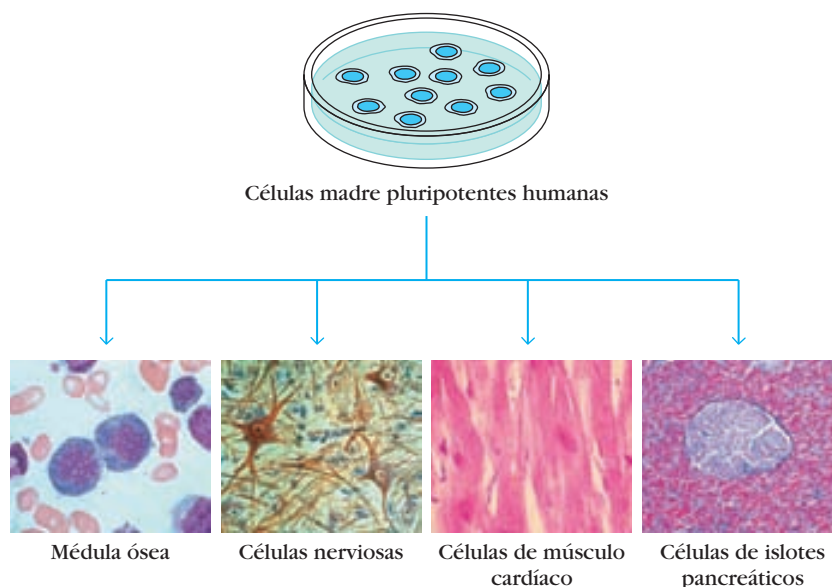 Células madre pluripotentes humanas
Médula ósea
Células nerviosas
Células de músculo
cardíaco
Células de islotes
pancreáticos